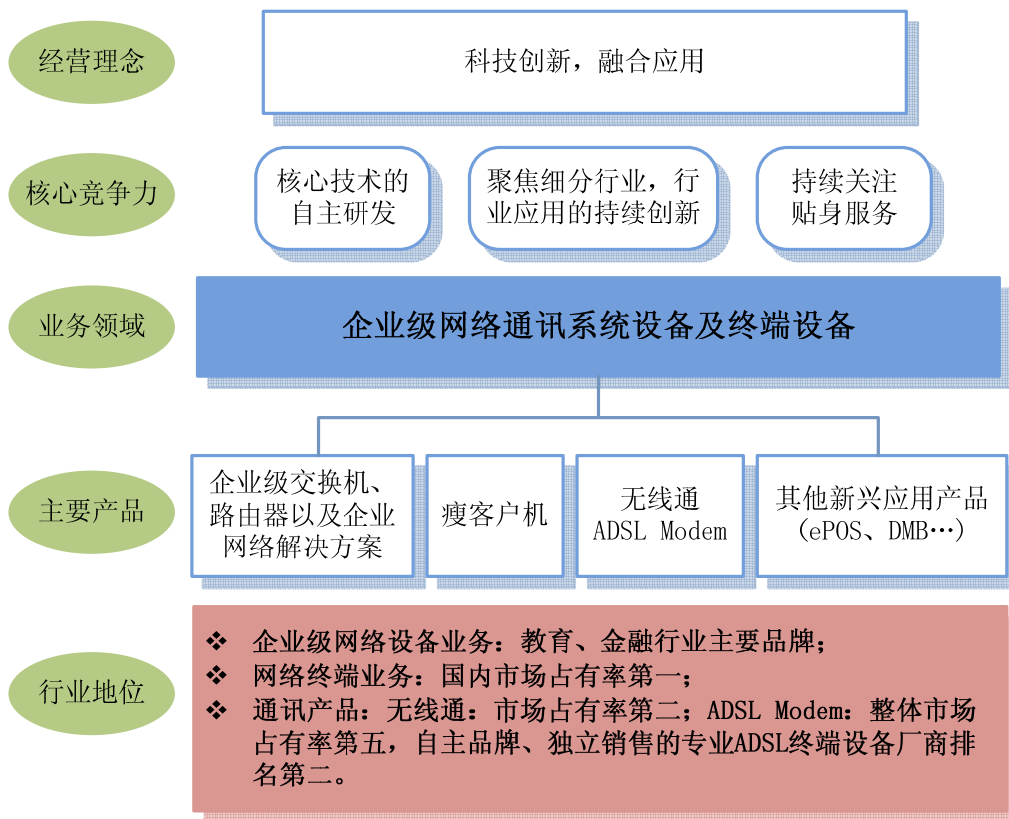 经营理念
科技创新，融合应用
核心竞争力
核心技术的
自主研发
聚焦细分行业，行
业应用的持续创新
持续关注
贴身服务
业务领域
企业级网络通讯系统设备及终端设备
主要产品
企业级交换机、
路由器以及企业
网络解决方案
瘦客户机
无线通
ADSL Modem
其他新兴应用产品
(ePOS、DMB…)
行业地位
❖ 企业级网络设备业务：教育、金融行业主要品牌；
❖ 网络终端业务：国内市场占有率第一；
❖ 通讯产品：无线通：市场占有率第二；ADSL Modem：整体市场
占有率第五，自主品牌、独立销售的专业ADSL终端设备厂商排
名第二。